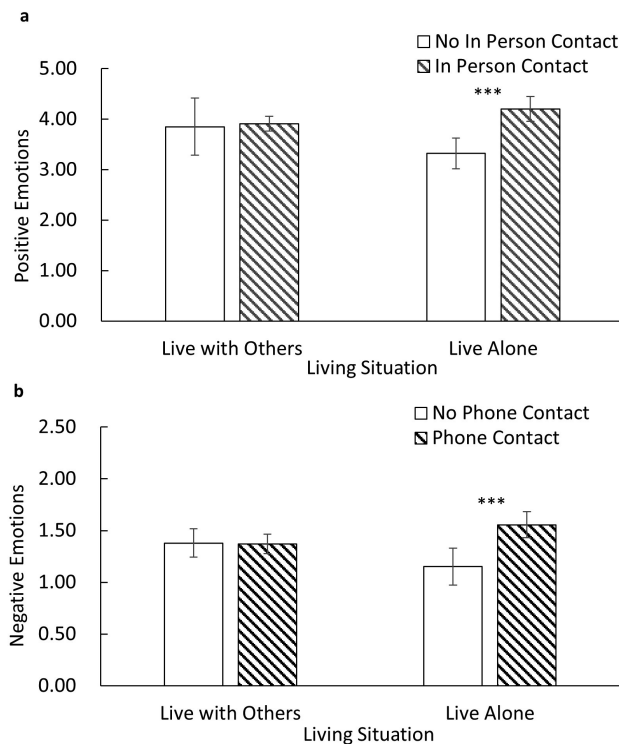 a
No In Person Contact
In Person Contact
***
5.00
4.00
3.00
2.00
1.00
0.00
Positive Emotions
Live with Others
Live Alone
Living Situation
b
No Phone Contact
Phone Contact
***
2.50
2.00
1.50
1.00
0.50
0.00
Negative Emotions
Live with Others
Live Alone
Living Situation